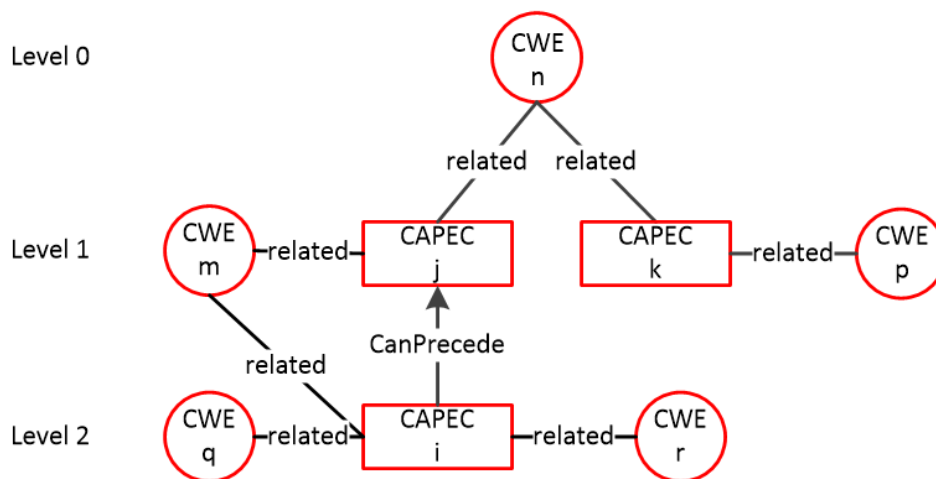 Level 0
CWE
n
related
related
Level 1
CWE
m
related
CAPEC
j
CAPEC
k
related
CWE
p
CanPrecede
related
Level 2
CWE
q
related
CAPEC
i
related
CWE
r